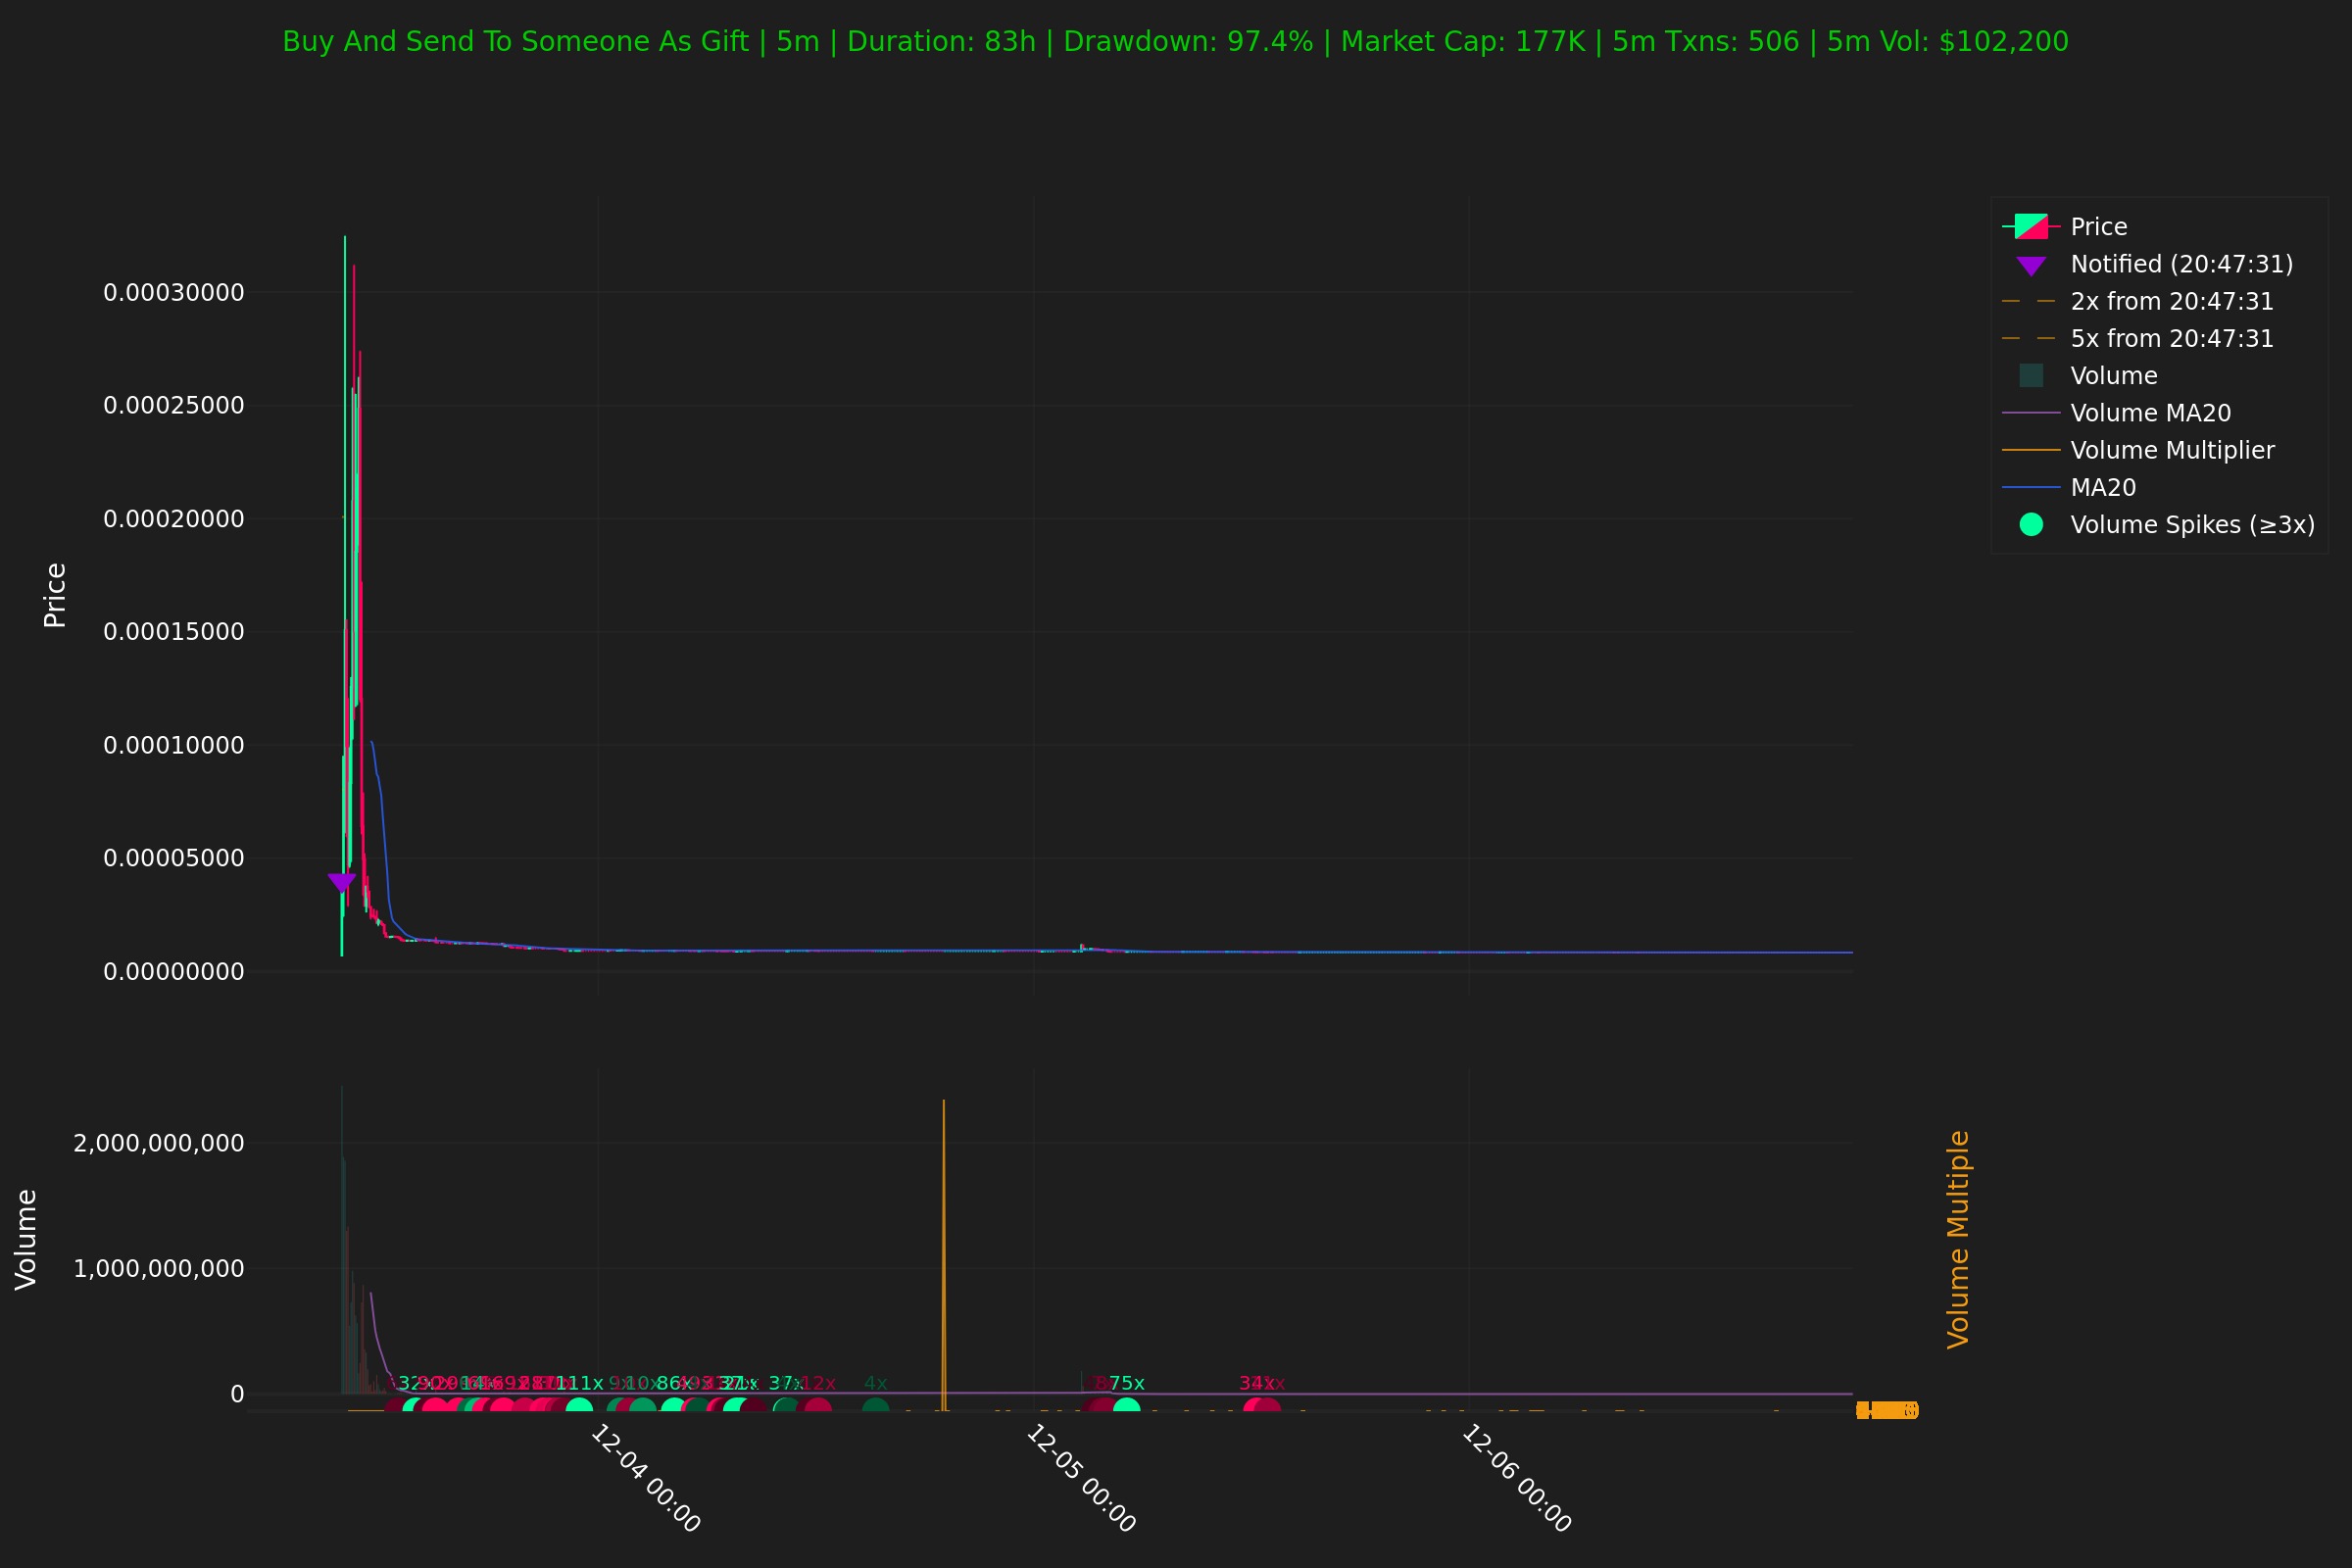 Buy And Send To Someone As Gift | 5m | Duration: 83h | Drawdown: 97.4% | Market Cap: 177K | 5m Txns: 506 | 5m Vol: $102,200
Price
0.00030000
0.00025000
0.00020000
0.00015000
0.00010000
0.00005000
0.00000000
Price
Notified (20:47:31)
2x from 20:47:31
5x from 20:47:31
Volume
Volume MA20
Volume Multiplier
MA20
Volume Spikes (≥3x)
Volume
2,000,000,000
1,000,000,000
0
111x
10x
86x
37x
12x
4x
75x
34x
Volume Multiple
12-04 00:00
12-05 00:00
12-06 00:00